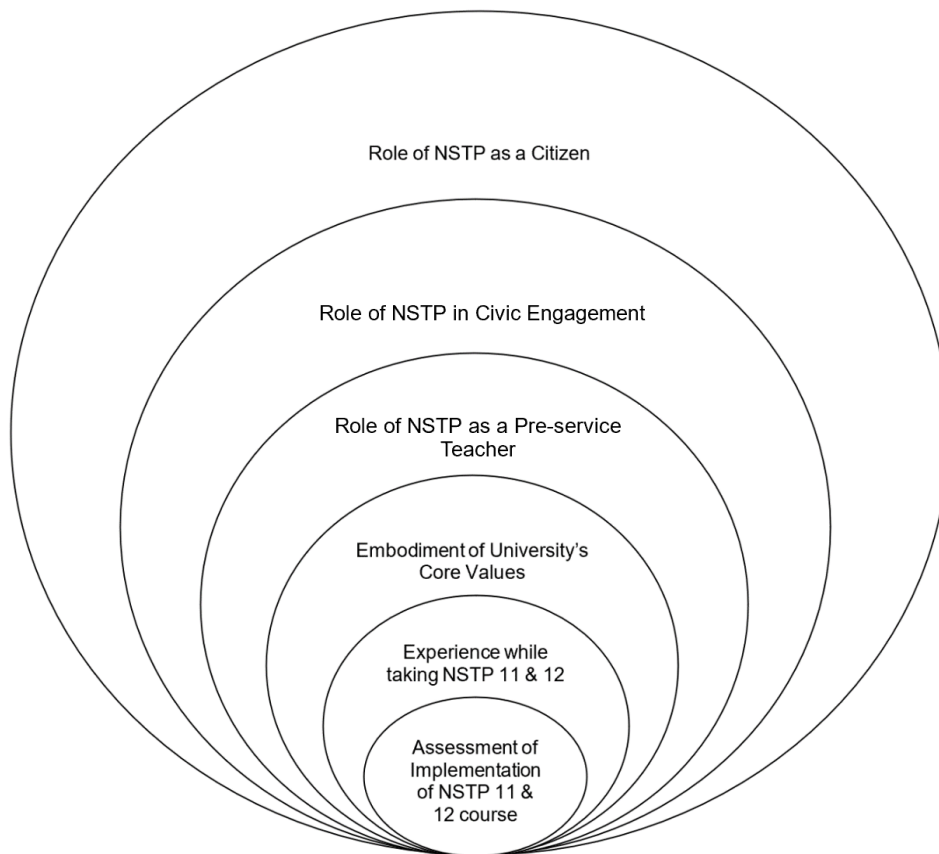 Role of NSTP as a Citizen
Role of NSTP in Civic Engagement
Role of NSTP as a Pre-service
Teacher
Embodiment of University's
Core Values
Experience while
taking NSTP 11 & 12
Assessment of
Implementation
of NSTP 11 &
12 course